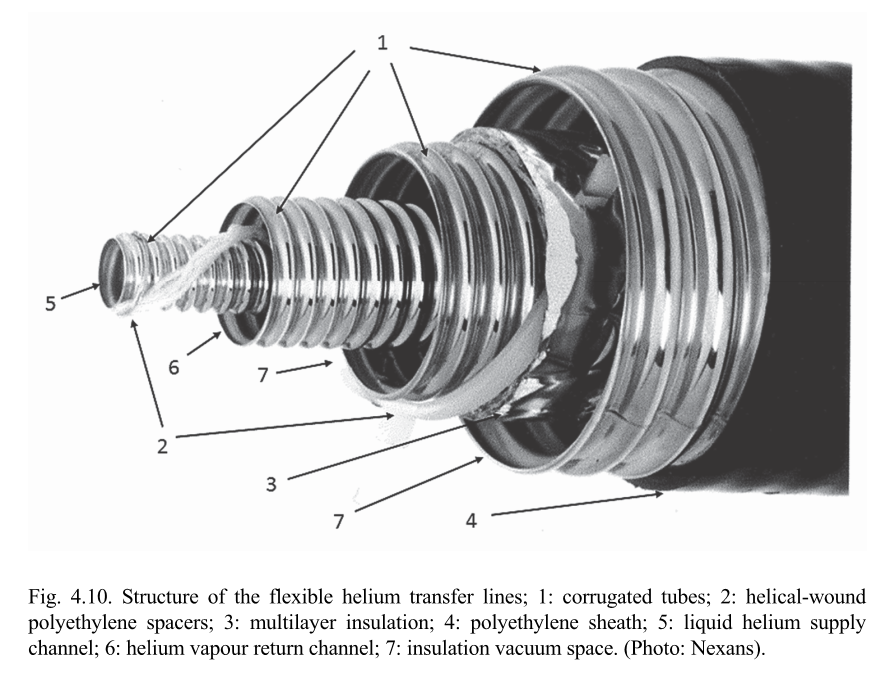 1
5
6
7
2
3
7
4
Fig. 4.10. Structure of the flexible helium transfer lines; 1: corrugated tubes; 2: helical-wound
polyethylene spacers; 3: multilayer insulation; 4: polyethylene sheath; 5: liquid helium supply
channel; 6: helium vapour return channel; 7: insulation vacuum space. (Photo: Nexans).